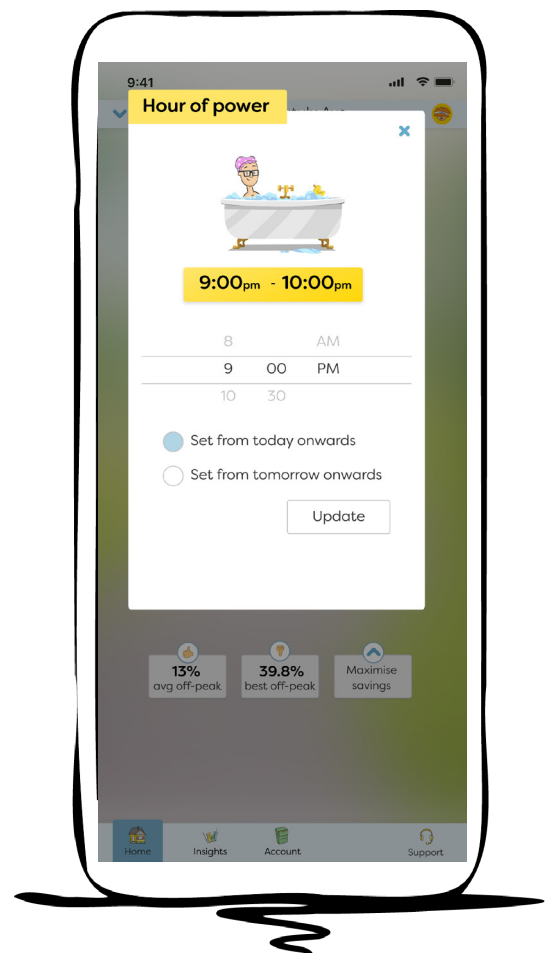 9:41
Hour of power
9:00pm - 10:00pm
8 AM
9 00 PM
10 30
Set from today onwards
Set from tomorrow onwards
Update
13%
avg off-peak
39.8%
best off-peak
Maximise
savings
Home
Insights
Account
Support